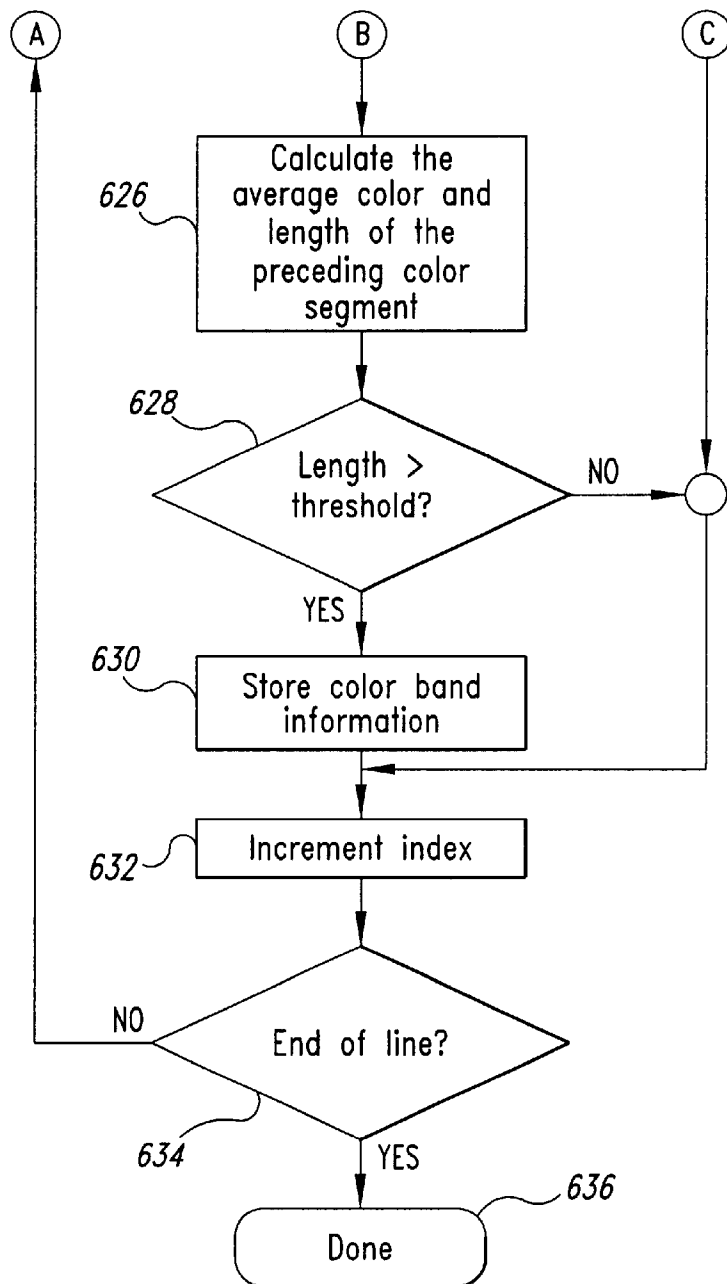 A
B
C
626
Calculate the
average color and
length of the
preceding color
segment
628
Length >
threshold?
NO
YES
630
Store color band
information
632
Increment index
NO
End of line?
634
YES
636
Done